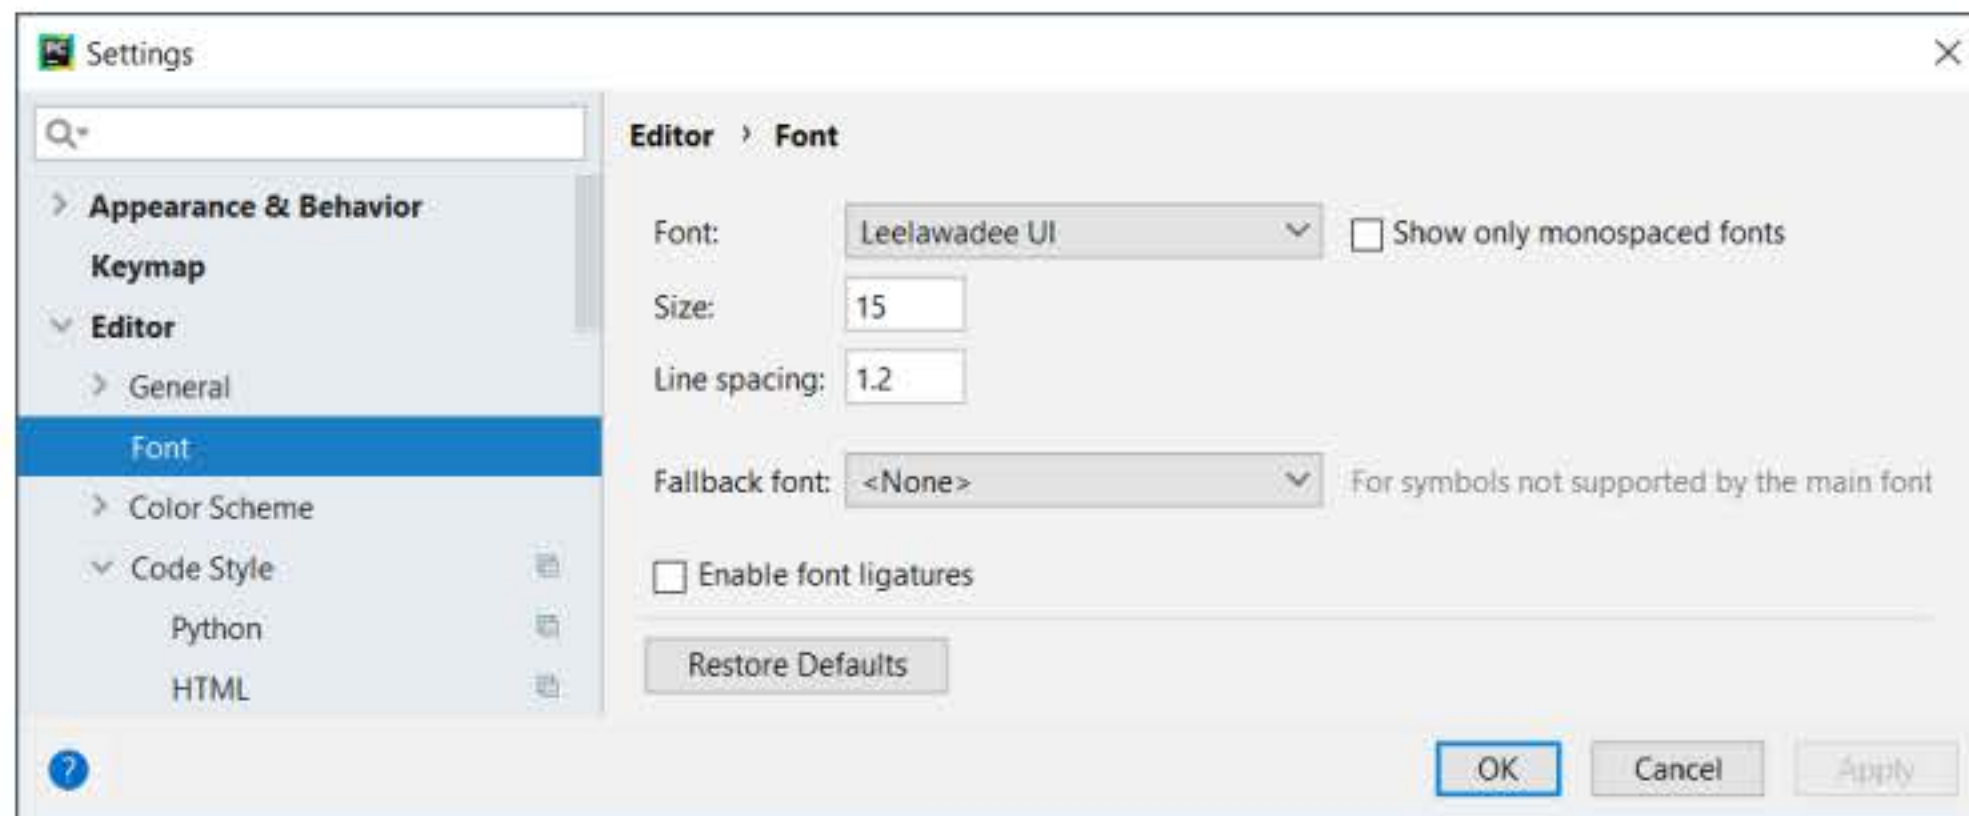 PC
Settings
Appearance & Behavior
Keymap
Editor
General
Font
Color Scheme
Code Style
Python
HTML
Editor › Font
Font: Leelawadee UI Show only monospaced fonts
Size: 15
Line spacing: 1.2
Fallback font: <None> For symbols not supported by the main font
Enable font ligatures
Restore Defaults
? OK Cancel Apply